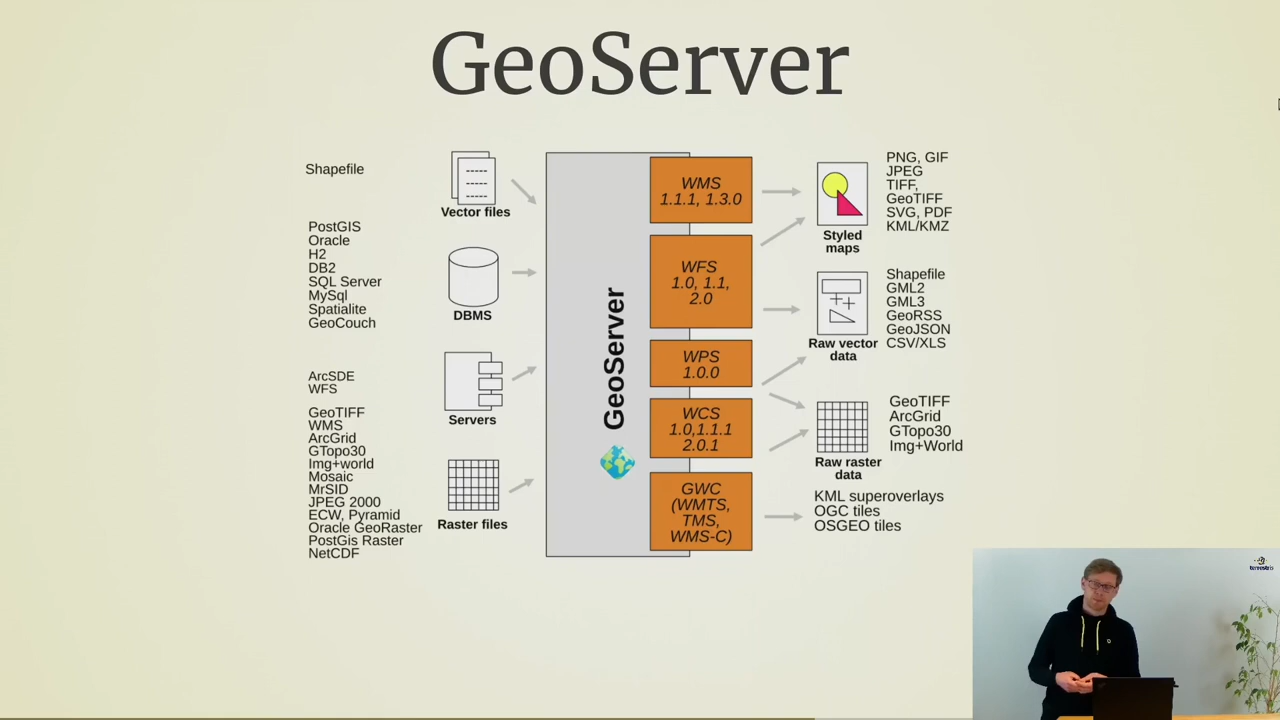 GeoServer
Shapefile
Vector files
PostGIS
Oracle
H2
DB2
SQL Server
MySql
Spatialite
GeoCouch
DBMS
ArcSDE
WFS
Servers
GeoTIFF
WMS
ArcGrid
GTopo30
Img+world
Mosaic
MrSID
JPEG 2000
ECW, Pyramid
Oracle GeoRaster
PostGis Raster
NetCDF
Raster files
GeoServer
WMS
1.1.1, 1.3.0
WFS
1.0, 1.1,
2.0
WPS
1.0.0
WCS
1.0,1.1.1
2.0.1
GWC
(WMTS,
TMS,
WMS-C)
Styled
maps
PNG, GIF
JPEG
TIFF,
GeoTIFF
SVG, PDF
KML/KMZ
Raw vector
data
Shapefile
GML2
GML3
GeoRSS
GeoJSON
CSV/XLS
Raw raster
data
GeoTIFF
ArcGrid
GTopo30
Img+World
KML superoverlays
OGC tiles
OSGEO tiles
terrestris